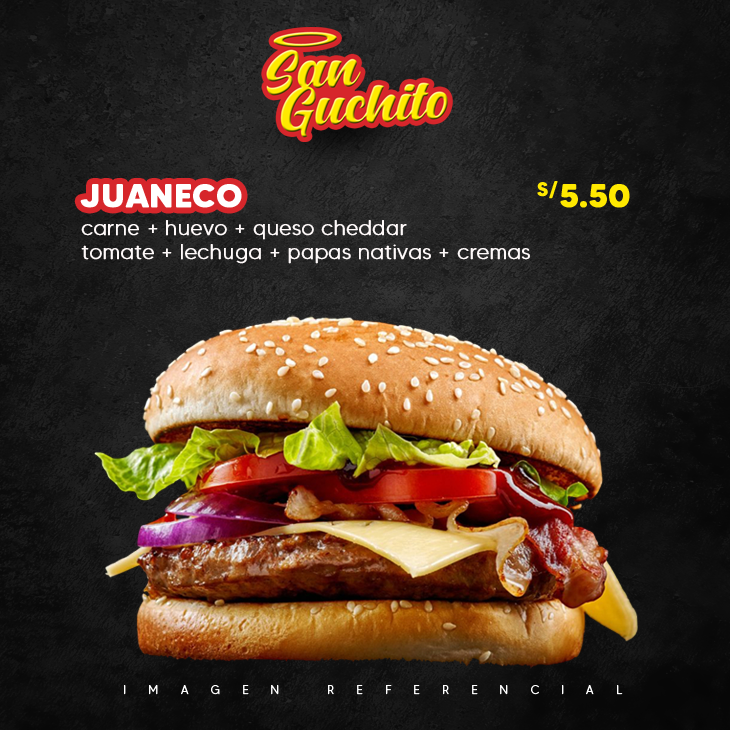 San
Guchito
JUANECO
S/5.50
carne + huevo + queso cheddar
tomate + lechuga + papas nativas + cremas
IMAGEN REFERENCIAL